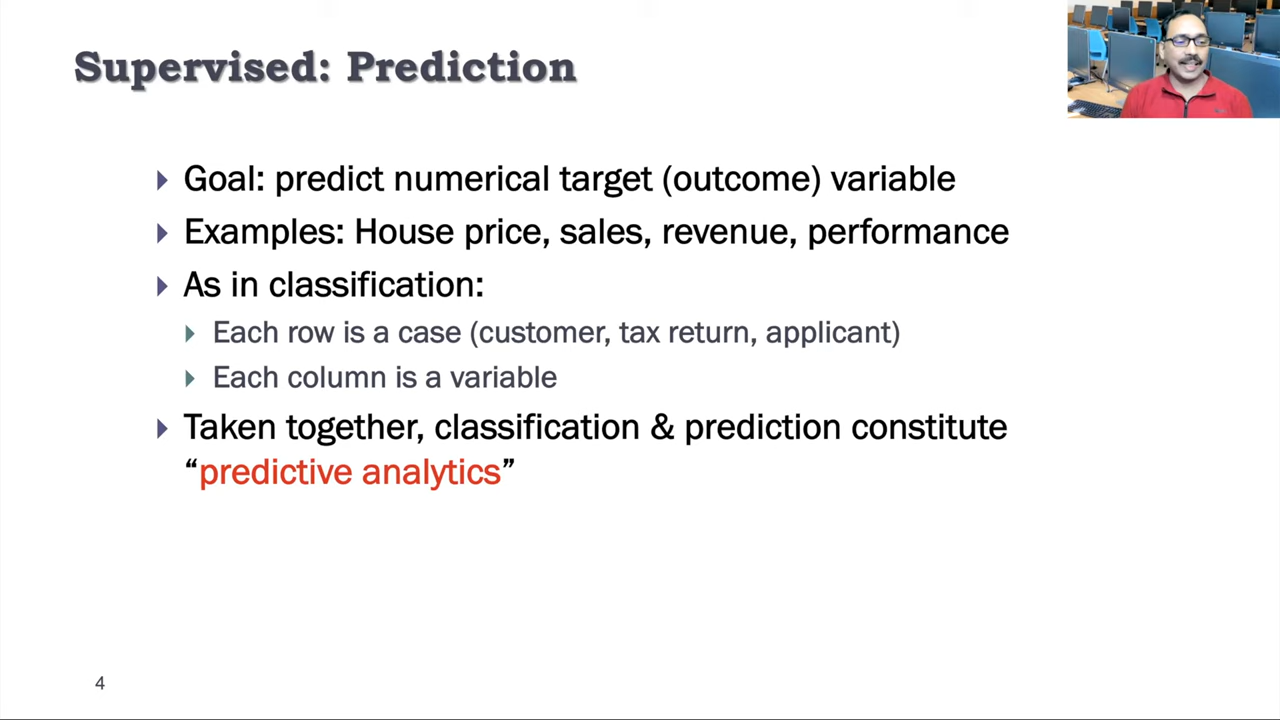 Supervised: Prediction
Goal: predict numerical target (outcome) variable
Examples: House price, sales, revenue, performance
As in classification:
Each row is a case (customer, tax return, applicant)
Each column is a variable
Taken together, classification & prediction constitute
“predictive analytics”
4